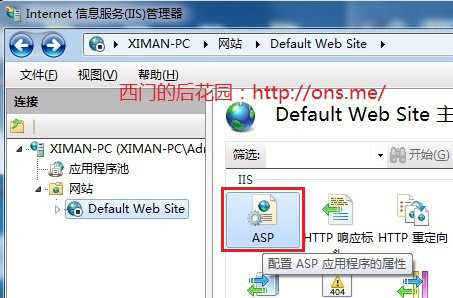 Internet 信息服务(IIS)管理器
XIMAN-PC 网站 Default Web Site
文件(F) 视图(V) 帮助(H)
西门的后花园：http://ons.me/
连接
XIMAN-PC (XIMAN-PC\Adr
应用程序池
网站
Default Web Site
Default Web Site 主
筛选: 开始(G)
IIS
ASP HTTP 响应标 HTTP 重定向
配置 ASP 应用程序的属性
404